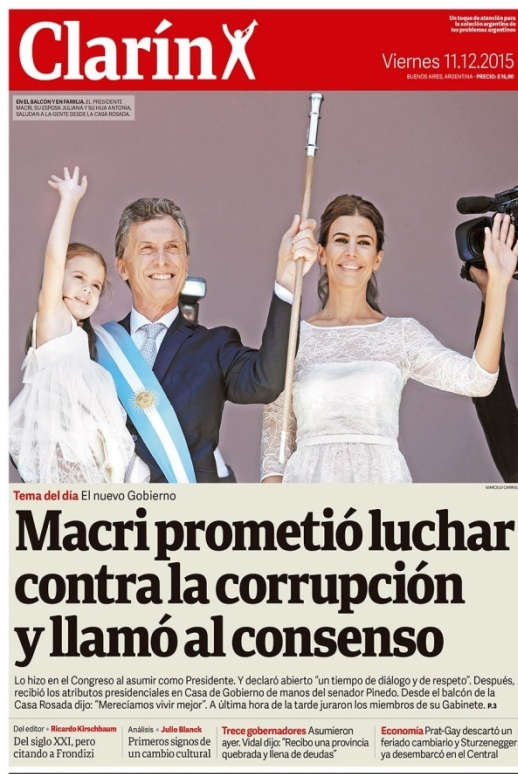 Clarín
Un toque de atención para
la solución argentina de
los problemas argentinos
Viernes 11.12.2015
BUENOS AIRES, ARGENTINA - PRECIO: $ 16,00
EN EL BALCON Y EN FAMILIA. EL PRESIDENTE
MACRI, SU ESPOSA JULIANA Y SU HIJA ANTONIA,
SALUDAN A LA GENTE DESDE LA CASA ROSADA.
Tema del día El nuevo Gobierno
Macri prometió luchar
contra la corrupción
y llamó al consenso
Lo hizo en el Congreso al asumir como Presidente. Y declaró abierto "un tiempo de diálogo y de respeto". Después,
recibió los atributos presidenciales en Casa de Gobierno de manos del senador Pinedo. Desde el balcón de la
Casa Rosada dijo: "Merecíamos vivir mejor". A última hora de la tarde juraron los miembros de su Gabinete. P.3
Del editor » Ricardo Kirschbaum
Del siglo XXI, pero
citando a Frondizi
Análisis » Julio Blanck
Primeros signos de
un cambio cultural
Trece gobernadores Asumieron
ayer. Vidal dijo: "Recibo una provincia
quebrada y llena de deudas"
Economía Prat-Gay descartó un
feriado cambiario y Sturzenegger
ya desembarcó en el Central